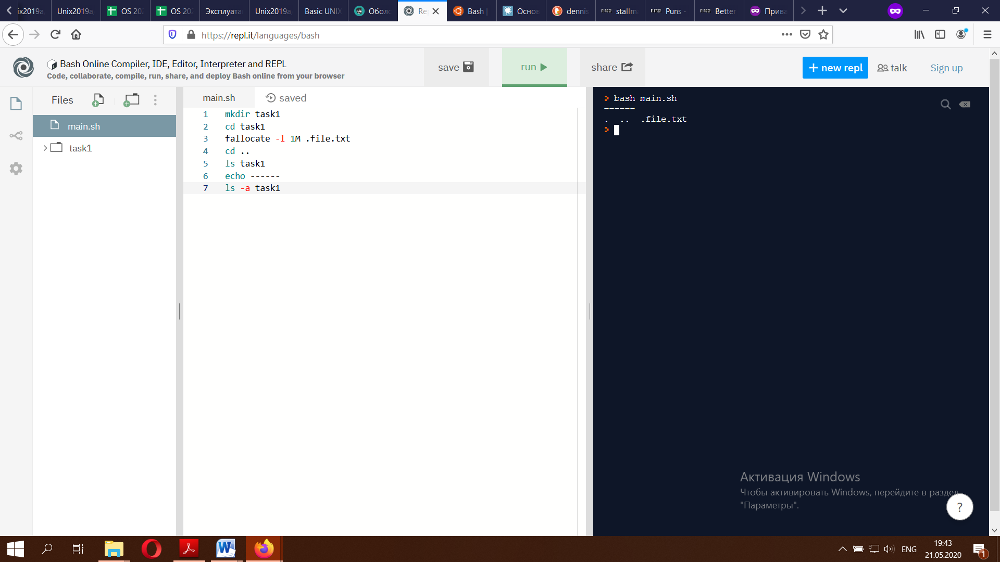 ix2019a
Unix2019a
OS 202
OS 202
Эксплуата
Unix2019a
Basic UNIX
Оболо
Re
Bash |
Основ
dennis
stallma
Puns -
Better
Прива
https://repl.it/languages/bash
Bash Online Compiler, IDE, Editor, Interpreter and REPL
Code, collaborate, compile, run, share, and deploy Bash online from your browser
save
run
share
+ new repl
talk
Sign up
Files
main.sh
task1
main.sh
saved
1 mkdir task1
2 cd task1
3 fallocate -l 1M .file.txt
4 cd ..
5 ls task1
6 echo ------
7 ls -a task1
> bash main.sh
------
. .. .file.txt
>
Активация Windows
Чтобы активировать Windows, перейдите в раздел
"Параметры".
?
ENG
19:43
21.05.2020
1